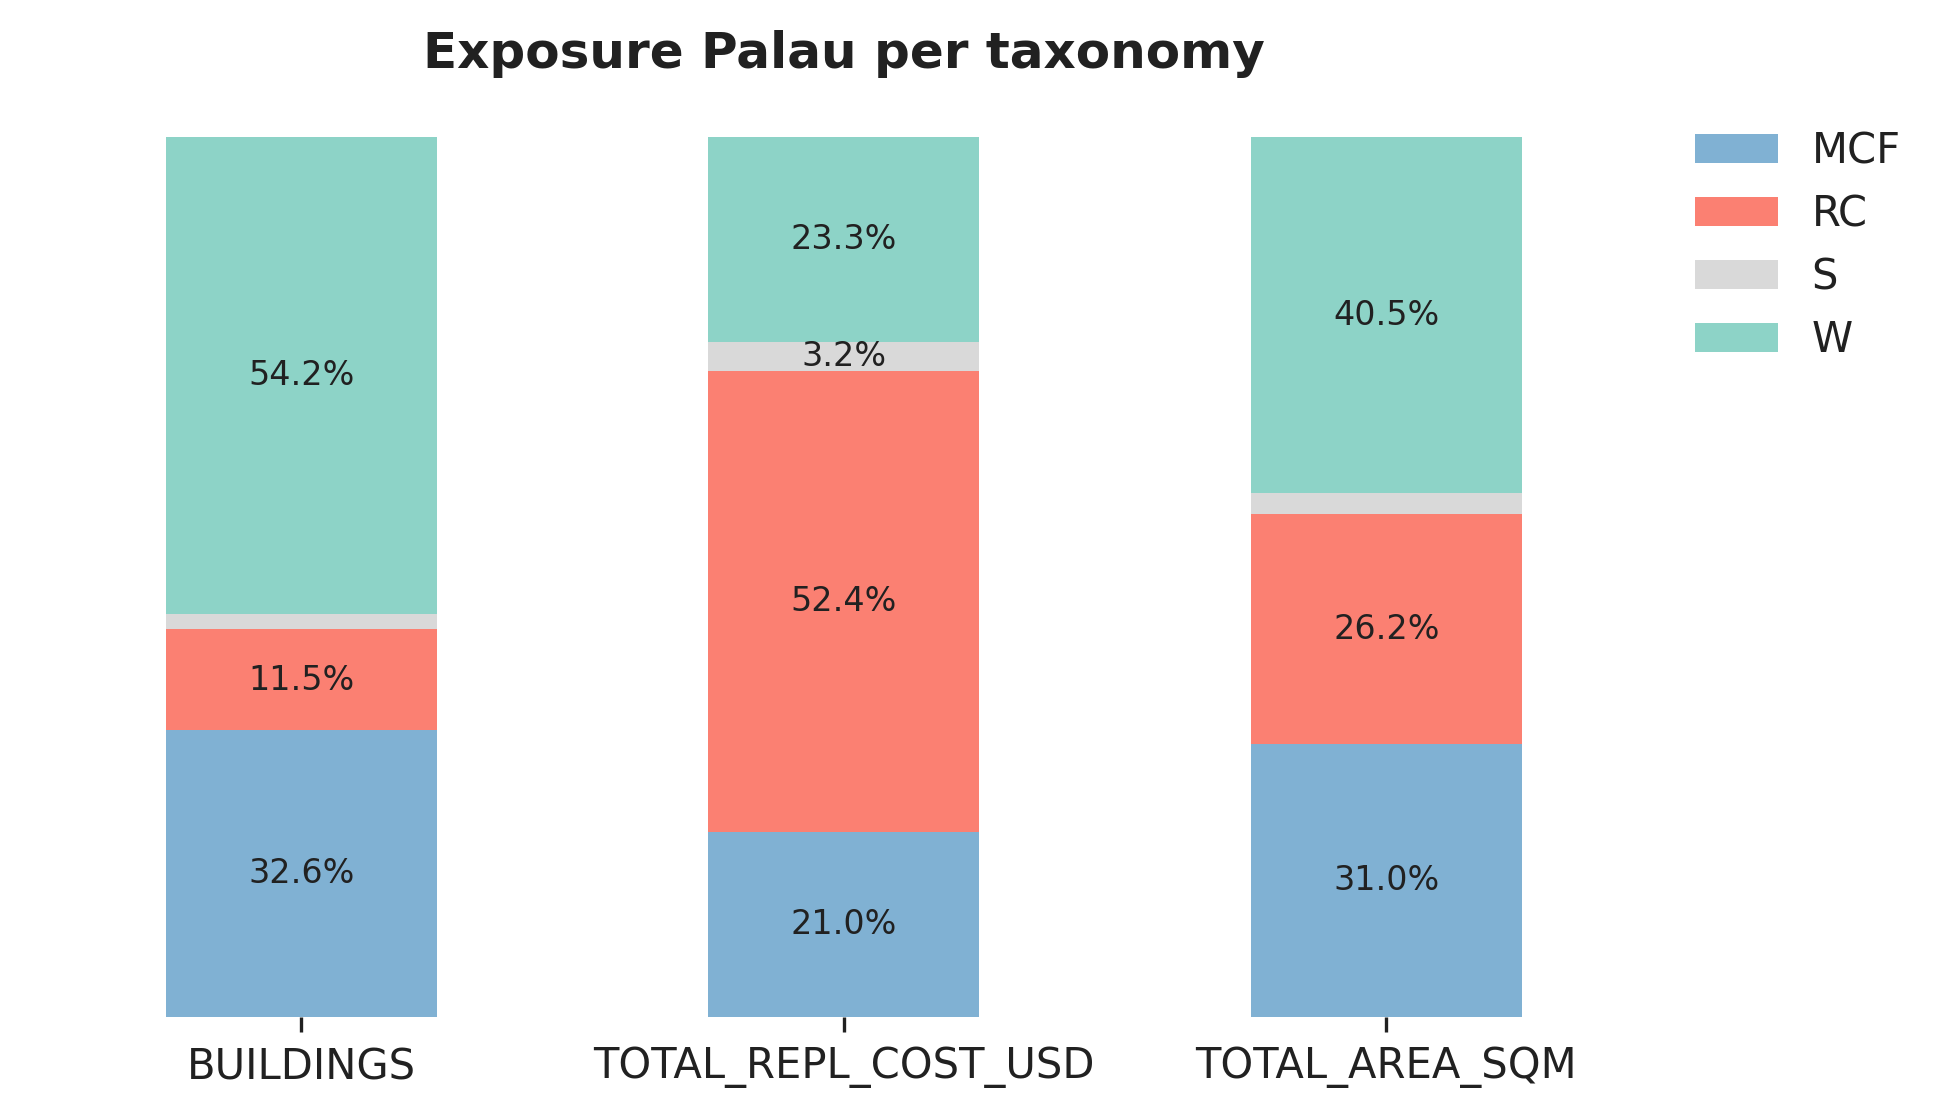 Exposure Palau per taxonomy
MCF
RC
S
W
54.2%
11.5%
32.6%
23.3%
3.2%
52.4%
21.0%
40.5%
26.2%
31.0%
BUILDINGS
TOTAL_REPL_COST_USD
TOTAL_AREA_SQM